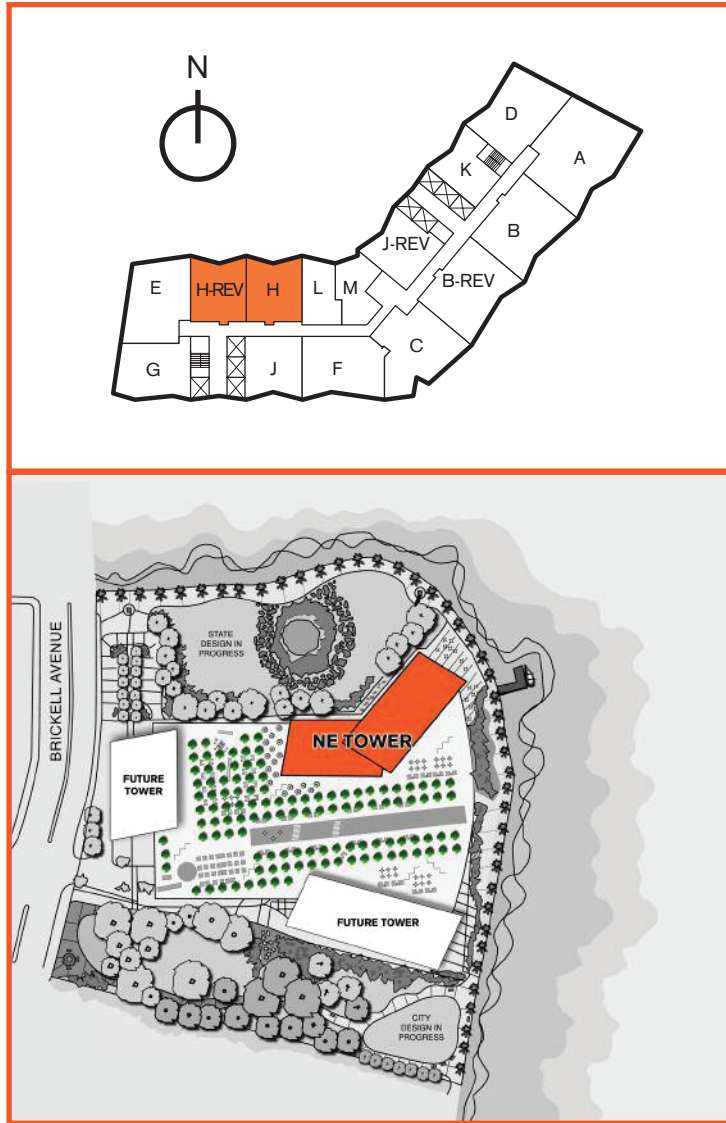 N
D
A
K
B
J-REV
B-REV
E
H-REV
H
L
M
C
G
J
F
BRICKELL AVENUE
STATE
DESIGN IN
PROGRESS
NE TOWER
FUTURE
TOWER
FUTURE TOWER
CITY
DESIGN IN
PROGRESS